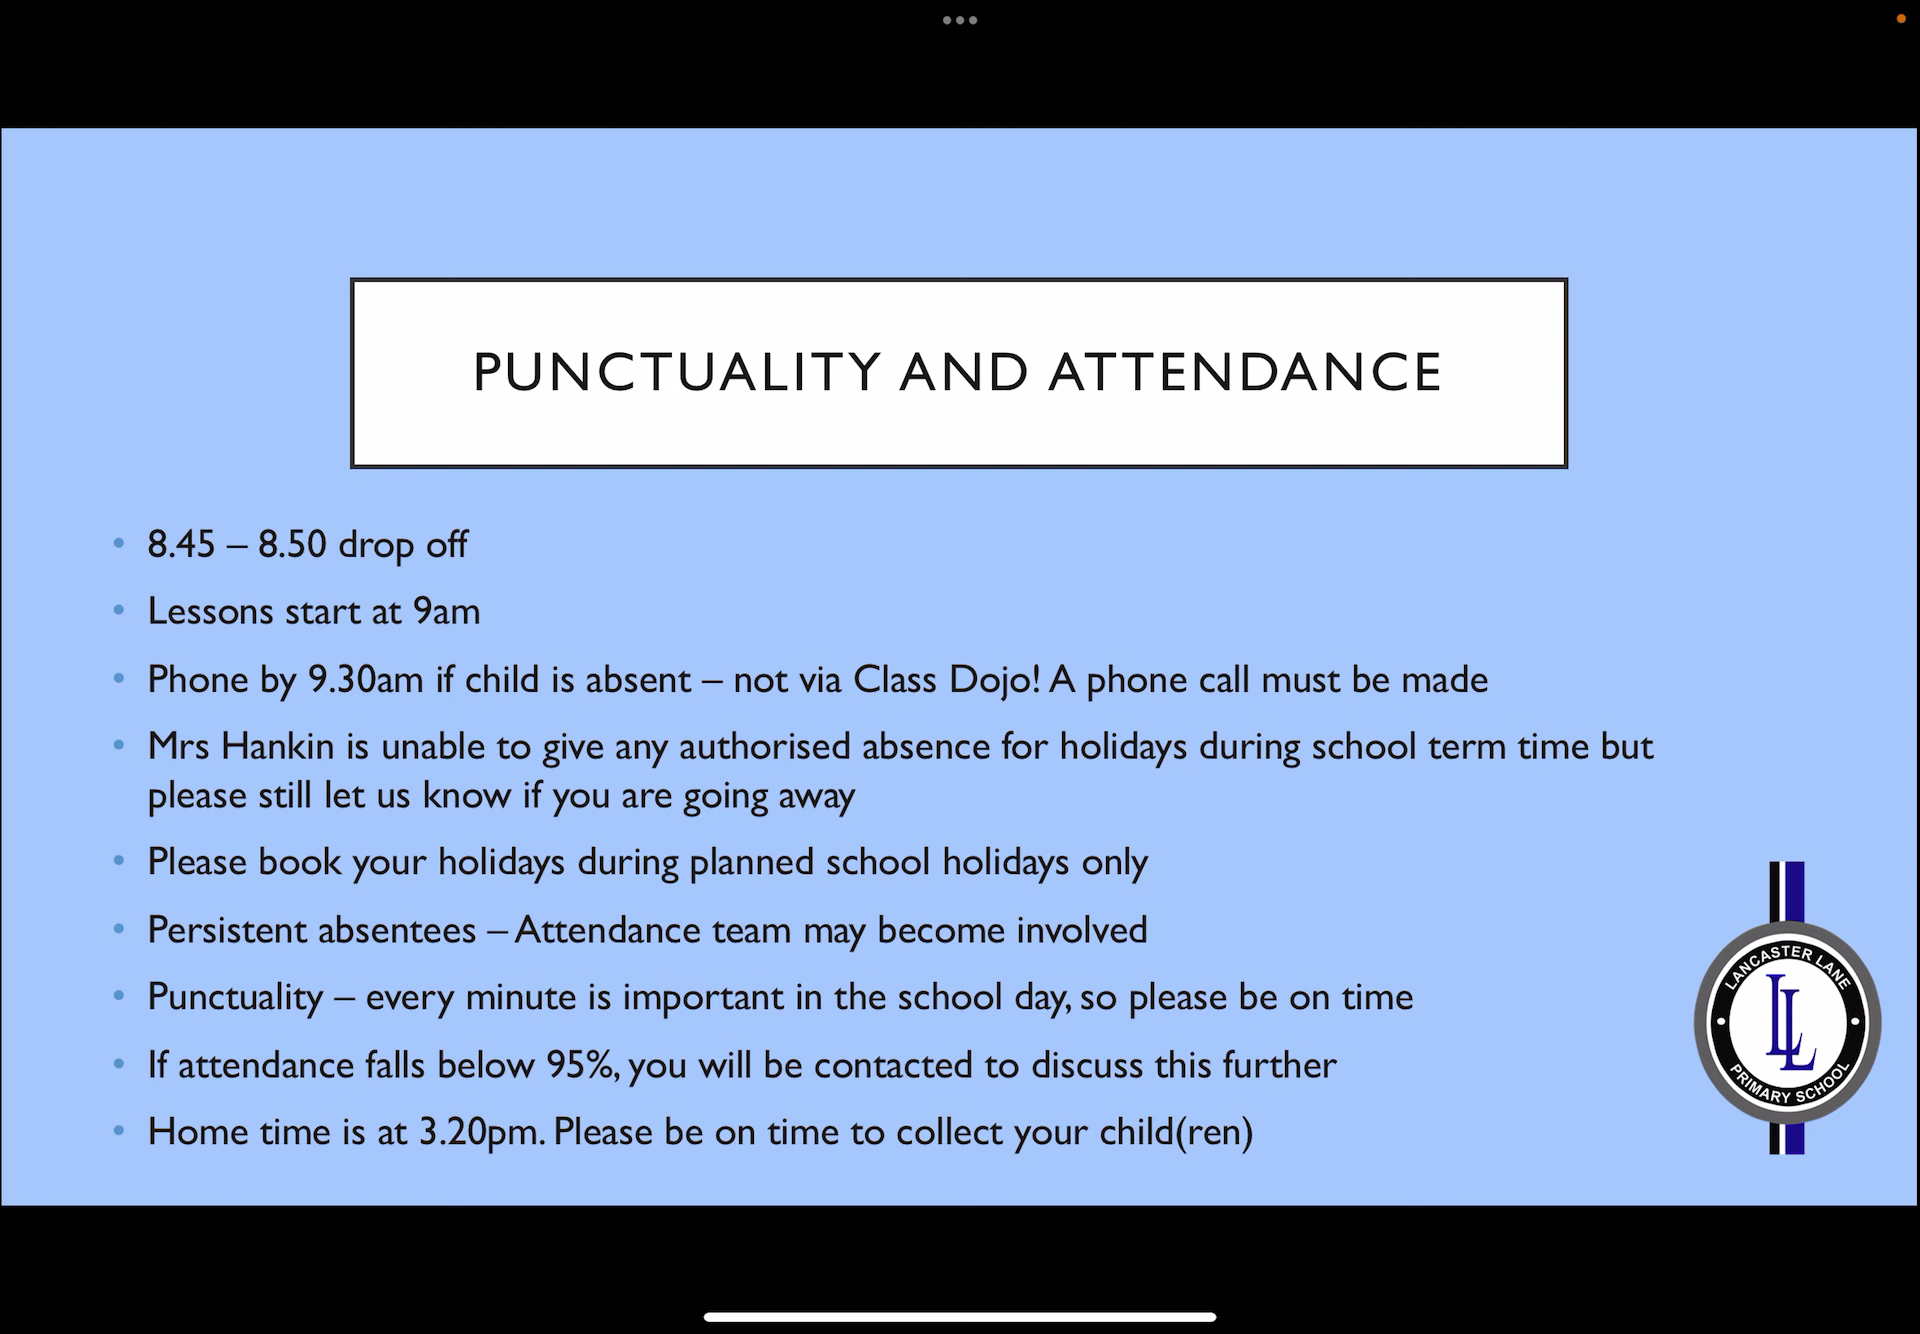 PUNCTUALITY AND ATTENDANCE
• 8.45 – 8.50 drop off
• Lessons start at 9am
• Phone by 9.30am if child is absent – not via Class Dojo! A phone call must be made
• Mrs Hankin is unable to give any authorised absence for holidays during school term time but
please still let us know if you are going away
• Please book your holidays during planned school holidays only
• Persistent absentees – Attendance team may become involved
• Punctuality – every minute is important in the school day, so please be on time
• If attendance falls below 95%, you will be contacted to discuss this further
• Home time is at 3.20pm. Please be on time to collect your child(ren)
LANCASTER LANE
LL
PRIMARY SCHOOL